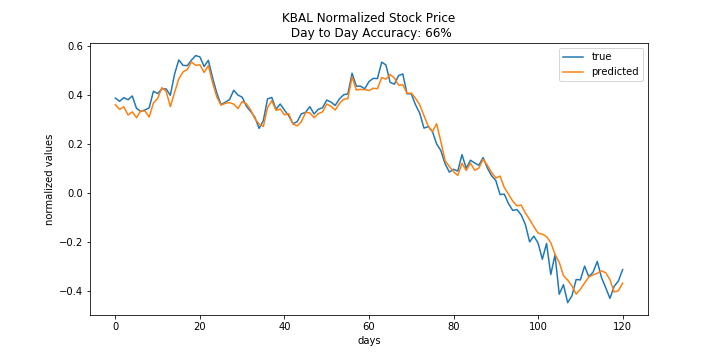 KBAL Normalized Stock Price
Day to Day Accuracy: 66%
true
predicted
normalized values
0.6
0.4
0.2
0.0
−0.2
−0.4
0
20
40
60
80
100
120
days